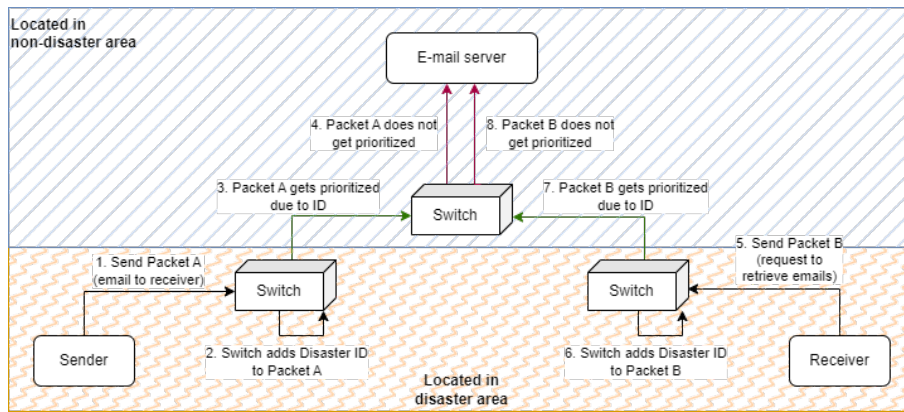 Located in
non-disaster area
E-mail server
4. Packet A does not
get prioritized
8. Packet B does not
get prioritized
3. Packet A gets prioritized
due to ID
7. Packet B gets prioritized
due to ID
Switch
1. Send Packet A
(email to receiver)
5. Send Packet B
(request to
retrieve emails)
Switch
Switch
Sender
2. Switch adds Disaster ID
to Packet A
6. Switch adds Disaster ID
to Packet B
Receiver
Located in
disaster area